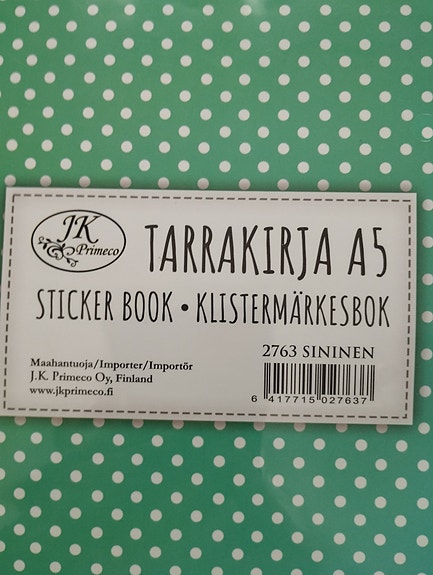 JK
Primeco
TARRAKIRJA A5
STICKER BOOK • KLISTERMÄRKESBOK
2763 SININEN
Maahantuoja/Importer/Importör
J.K. Primeco Oy, Finland
www.jkprimeco.fi
6 417715 027637